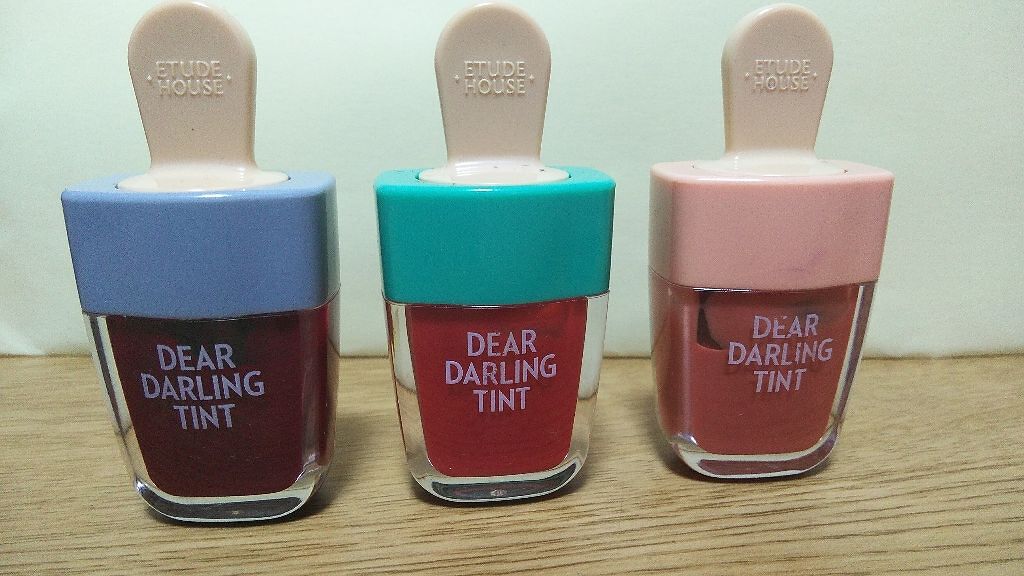 ETUDE
HOUSE
DEAR
DARLING
TINT
ETUDE
HOUSE
DEAR
DARLING
TINT
ETUDE
HOUSE
DEAR
DARLING
TINT